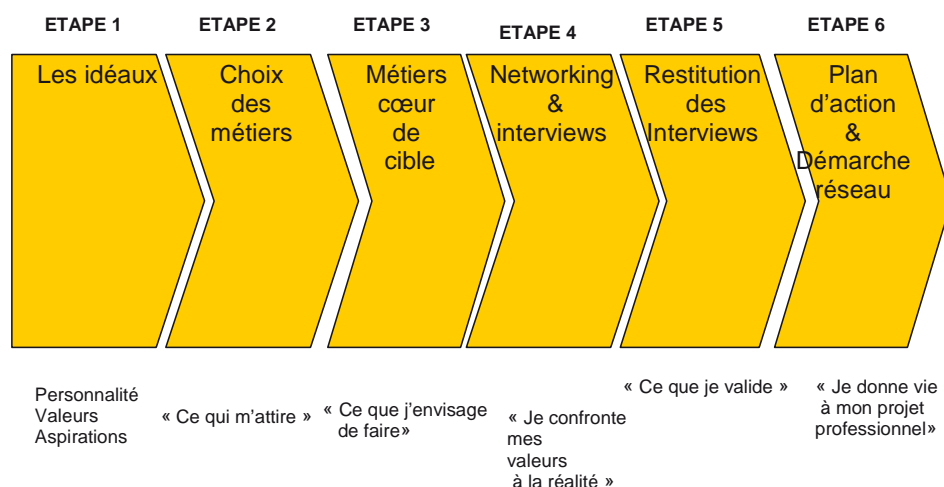 ETAPE 1
ETAPE 2
ETAPE 3
ETAPE 4
ETAPE 5
ETAPE 6
Les idéaux
Choix
des
métiers
Métiers
cœur
de
cible
Networking
&
interviews
Restitution
des
Interviews
Plan
d'action
&
Démarche
réseau
Personnalité
Valeurs
Aspirations
« Ce qui m'attire »
« Ce que j'envisage
de faire»
« Je confronte
mes
valeurs
à la réalité »
« Ce que je valide »
« Je donne vie
à mon projet
professionnel»